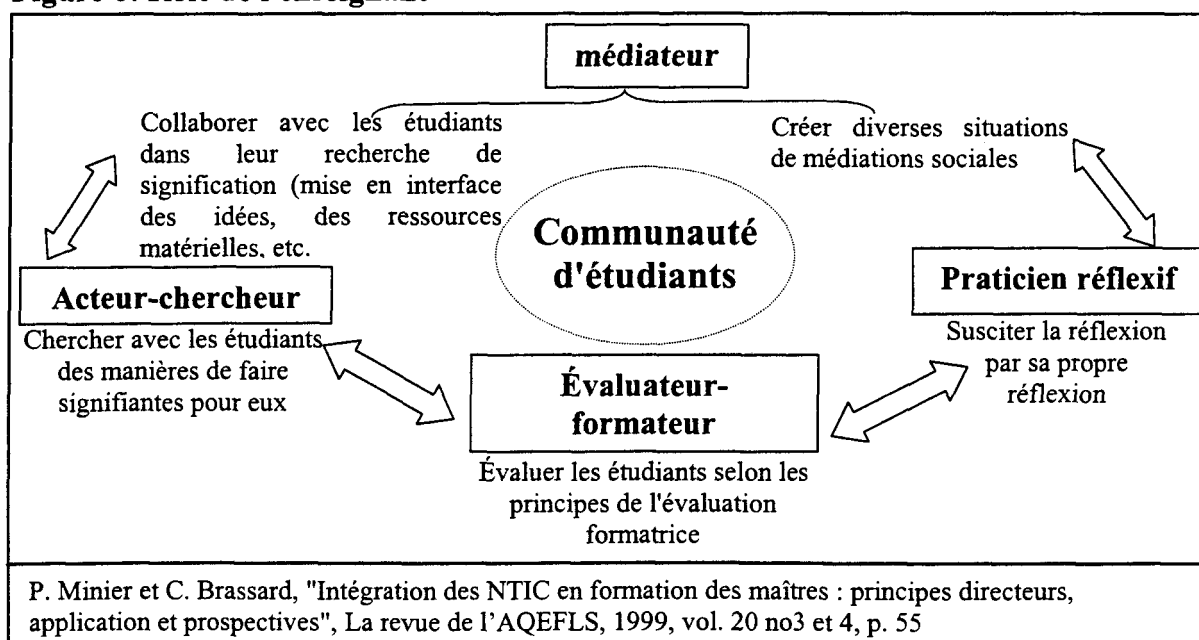 médiateur
Collaborer avec les étudiants
dans leur recherche de
signification (mise en interface
des idées, des ressources
matérielles, etc.
Créer diverses situations
de médiations sociales
Communauté
d'étudiants
Acteur-chercheur
Chercher avec les étudiants
des manières de faire
signifiantes pour eux
Praticien réflexif
Susciter la réflexion
par sa propre
réflexion
Évaluateur-
formateur
Évaluer les étudiants selon les
principes de l'évaluation
formatrice
P. Minier et C. Brassard, "Intégration des NTIC en formation des maîtres : principes directeurs,
application et prospectives", La revue de l'AQEFLS, 1999, vol. 20 no3 et 4, p. 55